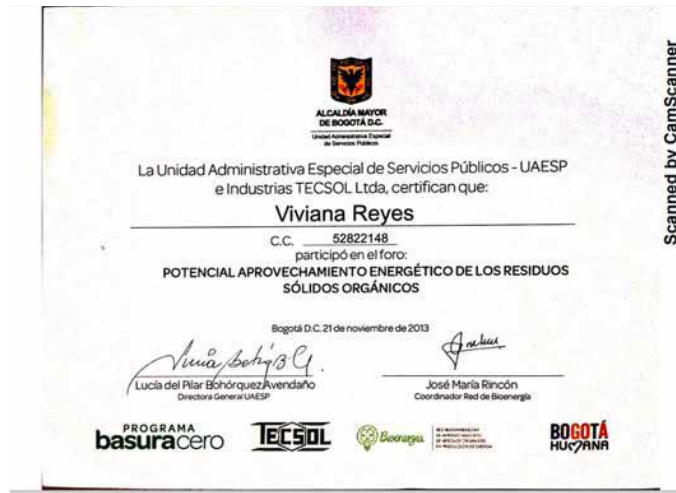 ALCALDÍA MAYOR
DE BOGOTÁ D.C.
Unidad Administrativa Especial
de Servicios Públicos
La Unidad Administrativa Especial de Servicios Públicos - UAESP
e Industrias TECSOL Ltda, certifican que:
Viviana Reyes
C.C. 52822148
participó en el foro:
POTENCIAL APROVECHAMIENTO ENERGÉTICO DE LOS RESIDUOS
SÓLIDOS ORGÁNICOS
Bogotá D.C. 21 de noviembre de 2013
Lucía del Pilar Bohórquez Avendaño
Directora General UAESP
José María Rincón
Coordinador Red de Bioenergía
PROGRAMA
basuracero
TECSOL
Bioenergía
BOGOTÁ
HUMANA
Scanned by CamScanner